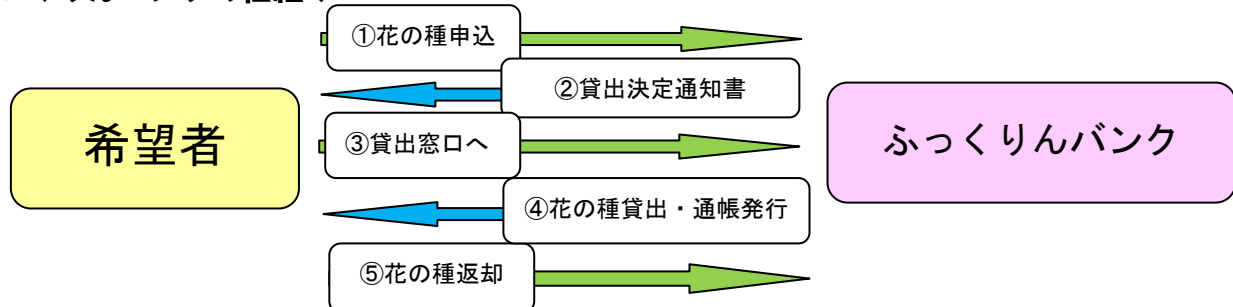 ①花の種申込
②貸出決定通知書
希望者
ふっくりんバンク
③貸出窓口へ
④花の種貸出・通帳発行
⑤花の種返却